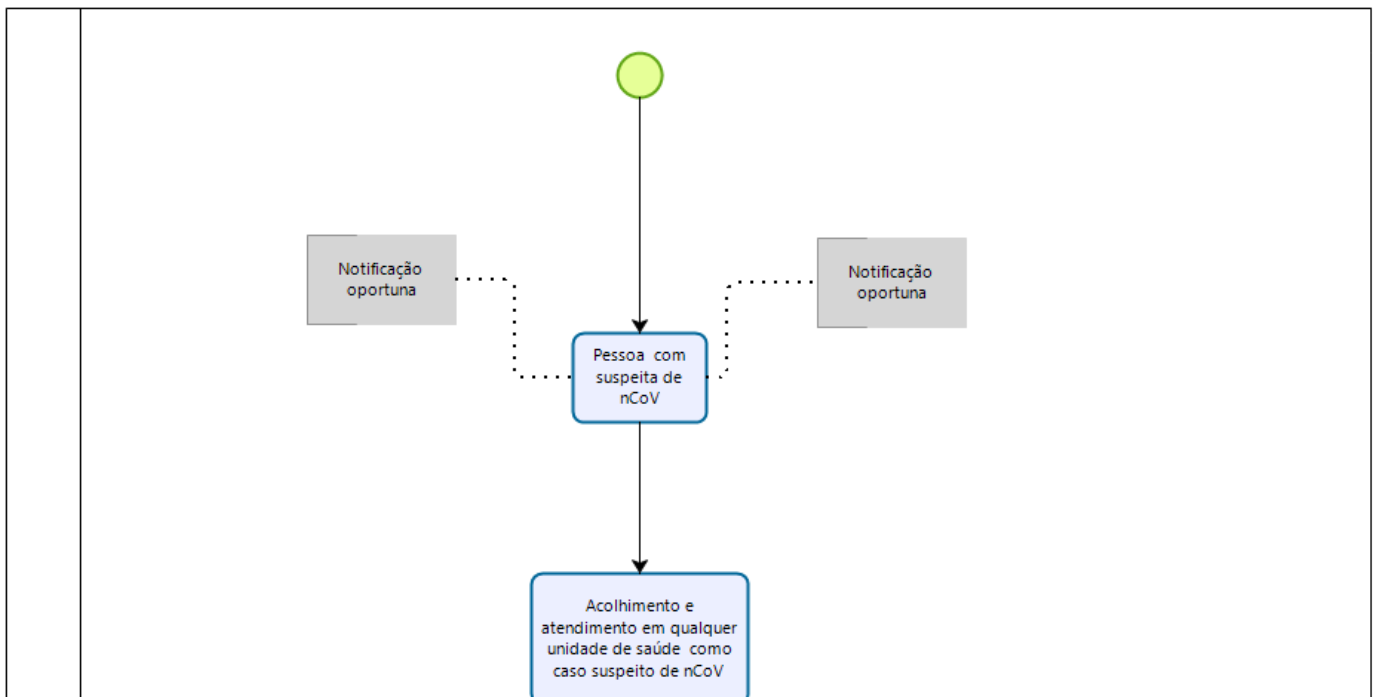 Notificação
oportuna
Notificação
oportuna
Pessoa com
suspeita de
nCoV
Acolhimento e
atendimento em qualquer
unidade de saúde como
caso suspeito de nCoV